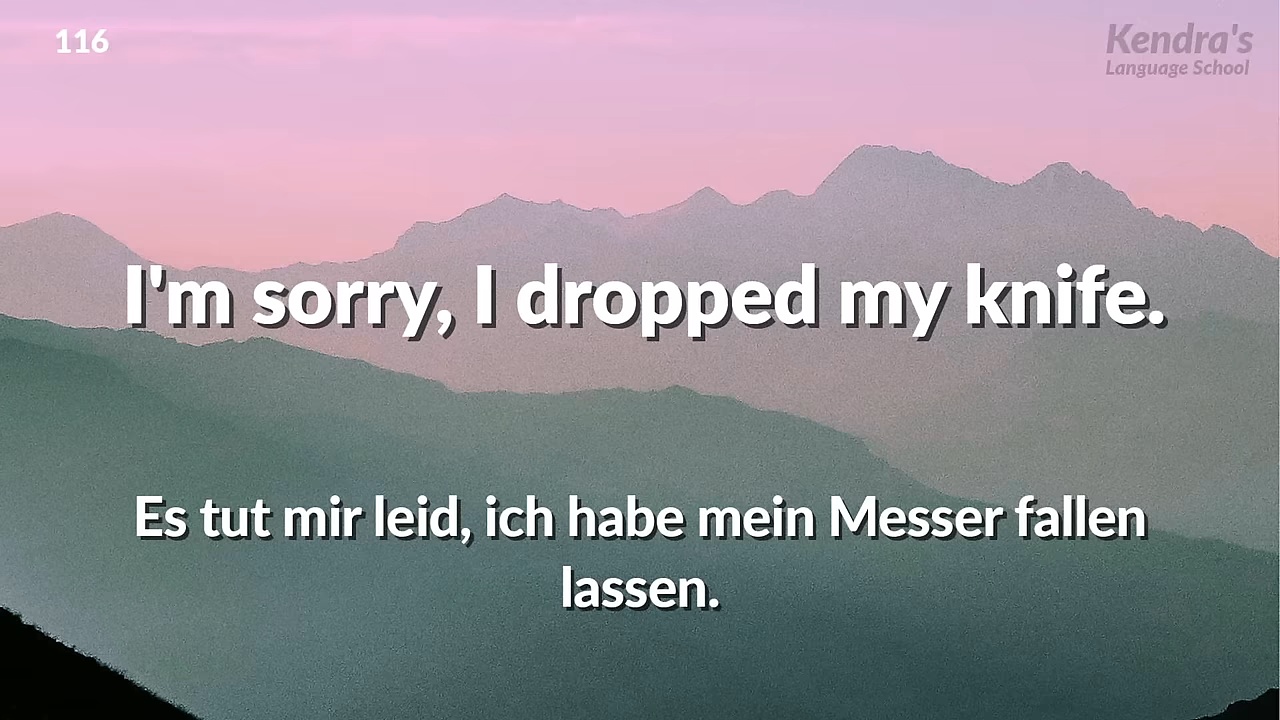 116
Kendra's
Language School
I'm sorry, I dropped my knife.
Es tut mir leid, ich habe mein Messer fallen
lassen.